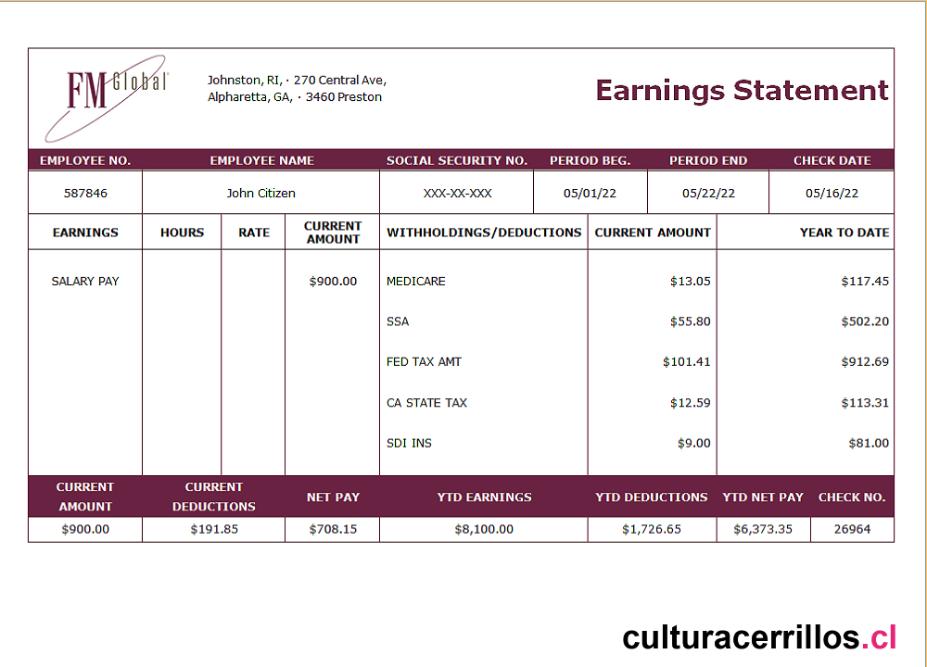 FM Global
Johnston, RI, · 270 Central Ave,
Alpharetta, GA, · 3460 Preston
Earnings Statement
EMPLOYEE NO. EMPLOYEE NAME SOCIAL SECURITY NO. PERIOD BEG. PERIOD END CHECK DATE
587846 John Citizen XXX-XX-XXX 05/01/22 05/22/22 05/16/22
EARNINGS HOURS RATE CURRENT AMOUNT WITHHOLDINGS/DEDUCTIONS CURRENT AMOUNT YEAR TO DATE
SALARY PAY $900.00 MEDICARE $13.05 $117.45
SSA $55.80 $502.20
FED TAX AMT $101.41 $912.69
CA STATE TAX $12.59 $113.31
SDI INS $9.00 $81.00
CURRENT AMOUNT CURRENT DEDUCTIONS NET PAY YTD EARNINGS YTD DEDUCTIONS YTD NET PAY CHECK NO.
$900.00 $191.85 $708.15 $8,100.00 $1,726.65 $6,373.35 26964
culturacerrillos.cl